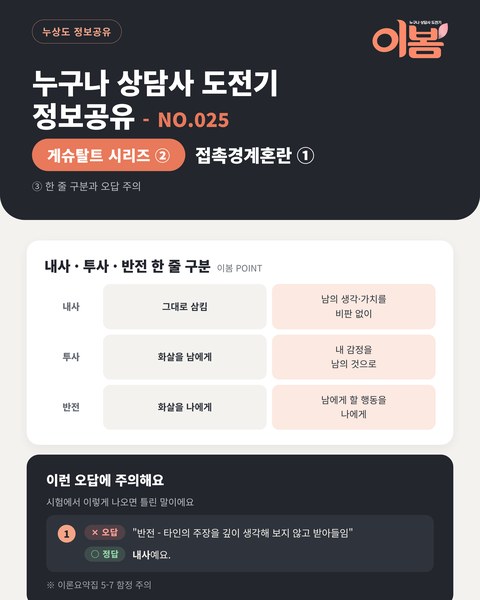 누상도 정보공유
누구나 상담사 도전기
이봄
누구나 상담사 도전기
정보공유 - NO.025
게슈탈트 시리즈 ② 접촉경계혼란 ①
③ 한 줄 구분과 오답 주의
내사 · 투사 · 반전 한 줄 구분 이봄 POINT
내사 그대로 삼킴 남의 생각·가치를
비판 없이
투사 화살을 남에게 내 감정을
남의 것으로
반전 화살을 나에게 남에게 할 행동을
나에게
이런 오답에 주의해요
시험에서 이렇게 나오면 틀린 말이에요
1 × 오답 "반전 - 타인의 주장을 깊이 생각해 보지 않고 받아들임"
○ 정답 내사예요.
※ 이론요약집 5-7 함정 주의